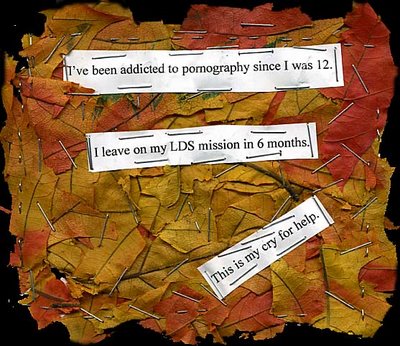 I've been addicted to pornography since I was 12.
I leave on my LDS mission in 6 months.
This is my cry for help.